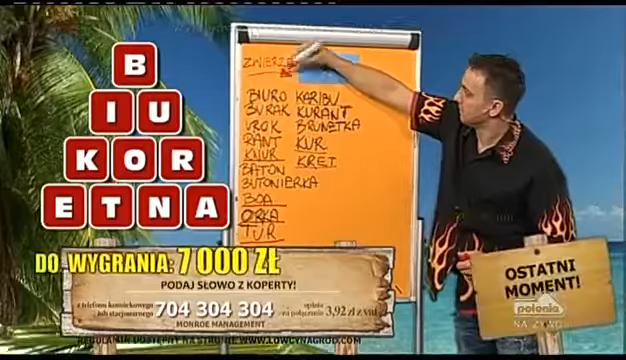 B
I U
K O R
E T N A
DO WYGRANIA: 7 000 ZŁ
PODAJ SŁOWO Z KOPERTY!
z telefonu komórkowego
lub stacjonarnego
704 304 304
opłata
za połączenie 3,92 zł z vat
MONROE MANAGEMENT
REGULAMIN DOSTĘPNY NA STRONIE WWW.LOWCYNAGROD.COM
BIURO
BURAK
UROK
RANT
KNUR
BATON
BUTONIERKA
BOA
ORKA
TUR
KARIBU
KURANT
BRUNETKA
KUR
KRET
OSTATNI
MOMENT!
polonia
NA ŻYWO